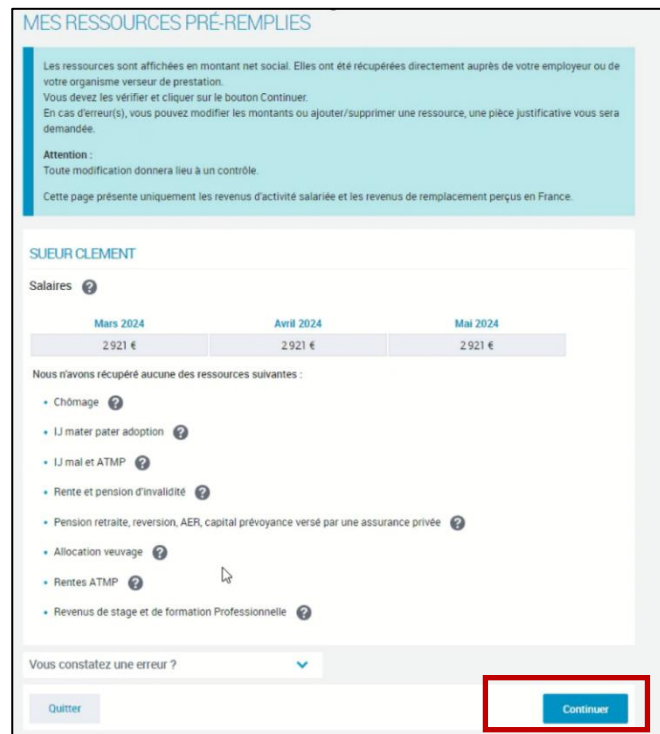 MES RESSOURCES PRÉ-REMPLIES
Les ressources sont affichées en montant net social. Elles ont été récupérées directement auprès de votre employeur ou de
votre organisme verseur de prestation.
Vous devez les vérifier et cliquer sur le bouton Continuer.
En cas d'erreur(s), vous pouvez modifier les montants ou ajouter/supprimer une ressource, une pièce justificative vous sera
demandée.
Attention :
Toute modification donnera lieu à un contrôle.
Cette page présente uniquement les revenus d'activité salariée et les revenus de remplacement perçus en France.
SUEUR CLEMENT
Salaires ?
Mars 2024 Avril 2024 Mai 2024
2 921 € 2 921 € 2 921 €
Nous n'avons récupéré aucune des ressources suivantes :
• Chômage ?
• IJ mater pater adoption ?
• IJ mal et ATMP ?
• Rente et pension d'invalidité ?
• Pension retraite, reversion, AER, capital prévoyance versé par une assurance privée ?
• Allocation veuvage ?
• Rentes ATMP ?
• Revenus de stage et de formation Professionnelle ?
Vous constatez une erreur ?
Quitter Continuer